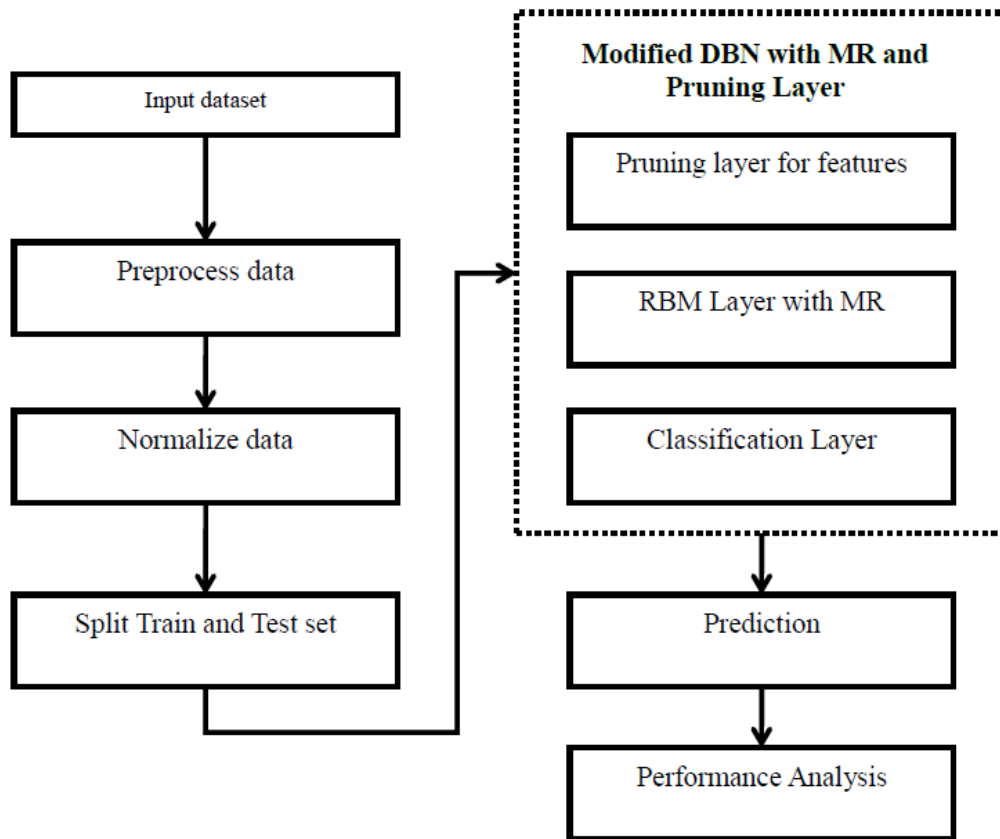 Input dataset
Preprocess data
Normalize data
Split Train and Test set
Modified DBN with MR and
Pruning Layer
Pruning layer for features
RBM Layer with MR
Classification Layer
Prediction
Performance Analysis